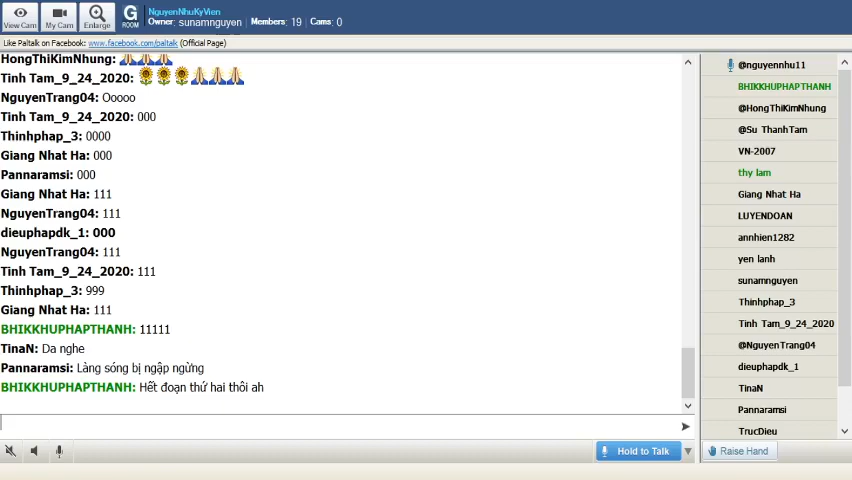 View Cam
My Cam
Enlarge
G
ROOM
NguyenNhuKyVien
Owner: sunamnguyen Members: 19 Cams: 0
Like Paltalk on Facebook: www.facebook.com/paltalk (Official Page)
HongThiKimNhung:
Tinh Tam_9_24_2020:
NguyenTrang04: Ooooo
Tinh Tam_9_24_2020: 000
Thinhphap_3: 0000
Giang Nhat Ha: 000
Pannaramsi: 000
Giang Nhat Ha: 111
NguyenTrang04: 111
dieuphapdk_1: 000
NguyenTrang04: 111
Tinh Tam_9_24_2020: 111
Thinhphap_3: 999
Giang Nhat Ha: 111
BHIKKHUPHAPTHANH: 11111
TinaN: Da nghe
Pannaramsi: Làng sóng bị ngập ngừng
BHIKKHUPHAPTHANH: Hết đoạn thứ hai thôi ah
Hold to Talk
@nguyennhu11
BHIKKHUPHAPTHANH
@HongThiKimNhung
@Su ThanhTam
VN-2007
thy lam
Giang Nhat Ha
LUYENDOAN
annhien1282
yen lanh
sunamnguyen
Thinhphap_3
Tinh Tam_9_24_2020
@NguyenTrang04
dieuphapdk_1
TinaN
Pannaramsi
TrucDieu
Raise Hand